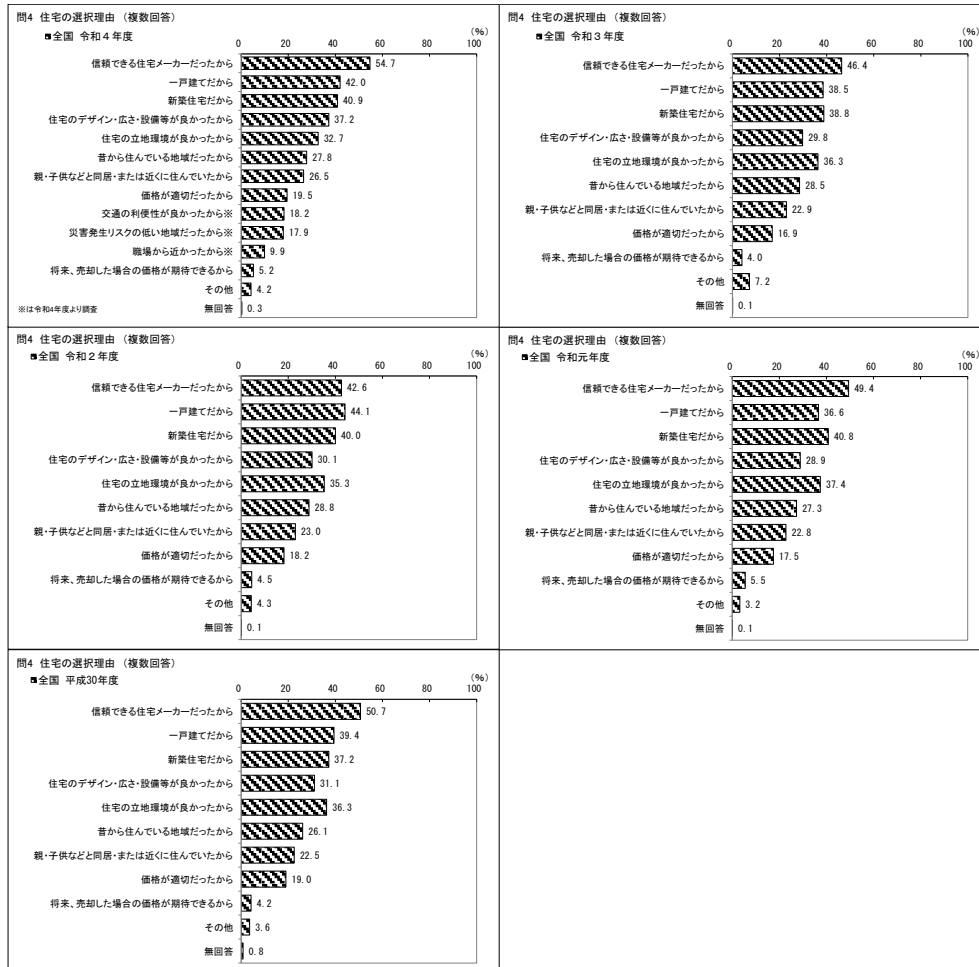 問4 住宅の選択理由 (複数回答)
全国 令和4年度
(%)
0 20 40 60 80 100
信頼できる住宅メーカーだったから 54.7
一戸建てだから 42.0
新築住宅だから 40.9
住宅のデザイン・広さ・設備等が良かったから 37.2
住宅の立地環境が良かったから 32.7
昔から住んでいる地域だったから 27.8
親・子供などと同居・または近くに住んでいたから 26.5
価格が適切だったから 19.5
交通の利便性が良かったから※ 18.2
災害発生リスクの低い地域だったから※ 17.9
職場から近かったから※ 9.9
将来、売却した場合の価格が期待できるから 5.2
その他 4.2
無回答 0.3
※は令和4年度より調査
問4 住宅の選択理由 (複数回答)
全国 令和3年度
(%)
0 20 40 60 80 100
信頼できる住宅メーカーだったから 46.4
一戸建てだから 38.5
新築住宅だから 38.8
住宅のデザイン・広さ・設備等が良かったから 29.8
住宅の立地環境が良かったから 36.3
昔から住んでいる地域だったから 28.5
親・子供などと同居・または近くに住んでいたから 22.9
価格が適切だったから 16.9
将来、売却した場合の価格が期待できるから 4.0
その他 7.2
無回答 0.1
問4 住宅の選択理由 (複数回答)
全国 令和2年度
(%)
0 20 40 60 80 100
信頼できる住宅メーカーだったから 42.6
一戸建てだから 44.1
新築住宅だから 40.0
住宅のデザイン・広さ・設備等が良かったから 30.1
住宅の立地環境が良かったから 35.3
昔から住んでいる地域だったから 28.8
親・子供などと同居・または近くに住んでいたから 23.0
価格が適切だったから 18.2
将来、売却した場合の価格が期待できるから 4.5
その他 4.3
無回答 0.1
問4 住宅の選択理由 (複数回答)
全国 令和元年度
(%)
0 20 40 60 80 100
信頼できる住宅メーカーだったから 49.4
一戸建てだから 36.6
新築住宅だから 40.8
住宅のデザイン・広さ・設備等が良かったから 28.9
住宅の立地環境が良かったから 37.4
昔から住んでいる地域だったから 27.3
親・子供などと同居・または近くに住んでいたから 22.8
価格が適切だったから 17.5
将来、売却した場合の価格が期待できるから 5.5
その他 3.2
無回答 0.1
問4 住宅の選択理由 (複数回答)
全国 平成30年度
(%)
0 20 40 60 80 100
信頼できる住宅メーカーだったから 50.7
一戸建てだから 39.4
新築住宅だから 37.2
住宅のデザイン・広さ・設備等が良かったから 31.1
住宅の立地環境が良かったから 36.3
昔から住んでいる地域だったから 26.1
親・子供などと同居・または近くに住んでいたから 22.5
価格が適切だったから 19.0
将来、売却した場合の価格が期待できるから 4.2
その他 3.6
無回答 0.8